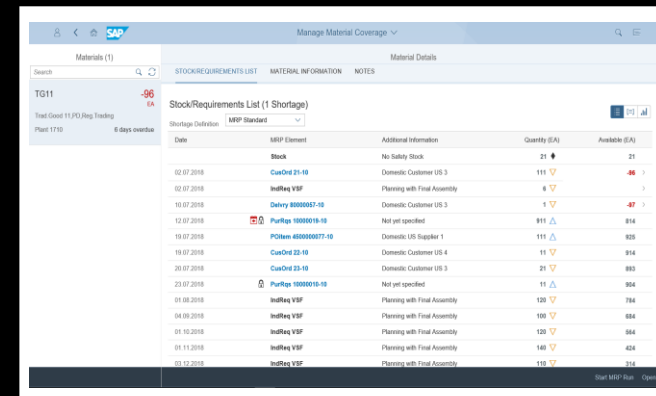 SAP
Manage Material Coverage
Materials (1)
Material Details
Search
STOCK/REQUIREMENTS LIST MATERIAL INFORMATION NOTES
TG11 -96
EA
Trad.Good 11,PD,Reg.Trading
Plant 1710 6 days overdue
Stock/Requirements List (1 Shortage)
Shortage Definition MRP Standard
Date MRP Element Additional Information Quantity (EA) Available (EA)
Stock No Safety Stock 21 21
02.07.2018 CusOrd 21-10 Domestic Customer US 3 111
02.07.2018 IndReq VSF Planning with Final Assembly 6
10.07.2018 Delvry 80000057-10 Domestic Customer US 3 1 -97
12.07.2018 Not yet specified 911 814
19.07.2018 POitem 4500000077-10 Domestic US Supplier 1 111 925
19.07.2018 CusOrd 22-10 Domestic Customer US 4 11 914
20.07.2018 CusOrd 23-10 Domestic Customer US 3 21 893
23.07.2018 PurRqs 10000010-10 Not yet specified 11 904
01.08.2018 IndReq VSF Planning with Final Assembly 120 784
04.09.2018 IndReq VSF Planning with Final Assembly 100
01.10.2018 IndReq VSF Planning with Final Assembly 120
01.11.2018 IndReq VSF Planning with Final Assembly 140 424
03.12.2018 IndReq VSF Planning with Final Assembly 110 314
Start MRP Run Open